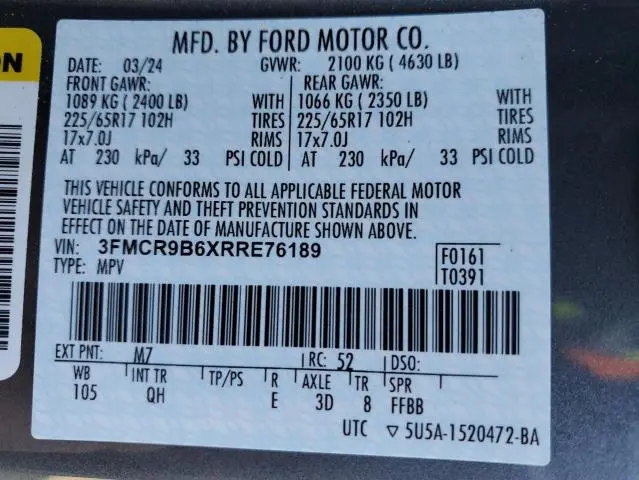 ON
MFD. BY FORD MOTOR CO.
DATE: 03/24 GVWR: 2100 KG ( 4630 LB)
FRONT GAWR: REAR GAWR:
1089 KG ( 2400 LB) WITH 1066 KG ( 2350 LB) WITH
225/65R17 102H TIRES 225/65R17 102H TIRES
17x7.0J RIMS 17x7.0J RIMS
AT 230 kPa/ 33 PSI COLD AT 230 kPa/ 33 PSI COLD
THIS VEHICLE CONFORMS TO ALL APPLICABLE FEDERAL MOTOR
VEHICLE SAFETY AND THEFT PREVENTION STANDARDS IN
EFFECT ON THE DATE OF MANUFACTURE SHOWN ABOVE.
VIN: 3FMCR9B6XRRE76189 F0161
TYPE: MPV T0391
EXT PNT: M7 RC: 52 DSO:
WB INT TR TP/PS R AXLE TR SPR
105 QH E 3D 8 FFBB
UTC ▽ 5U5A-1520472-BA